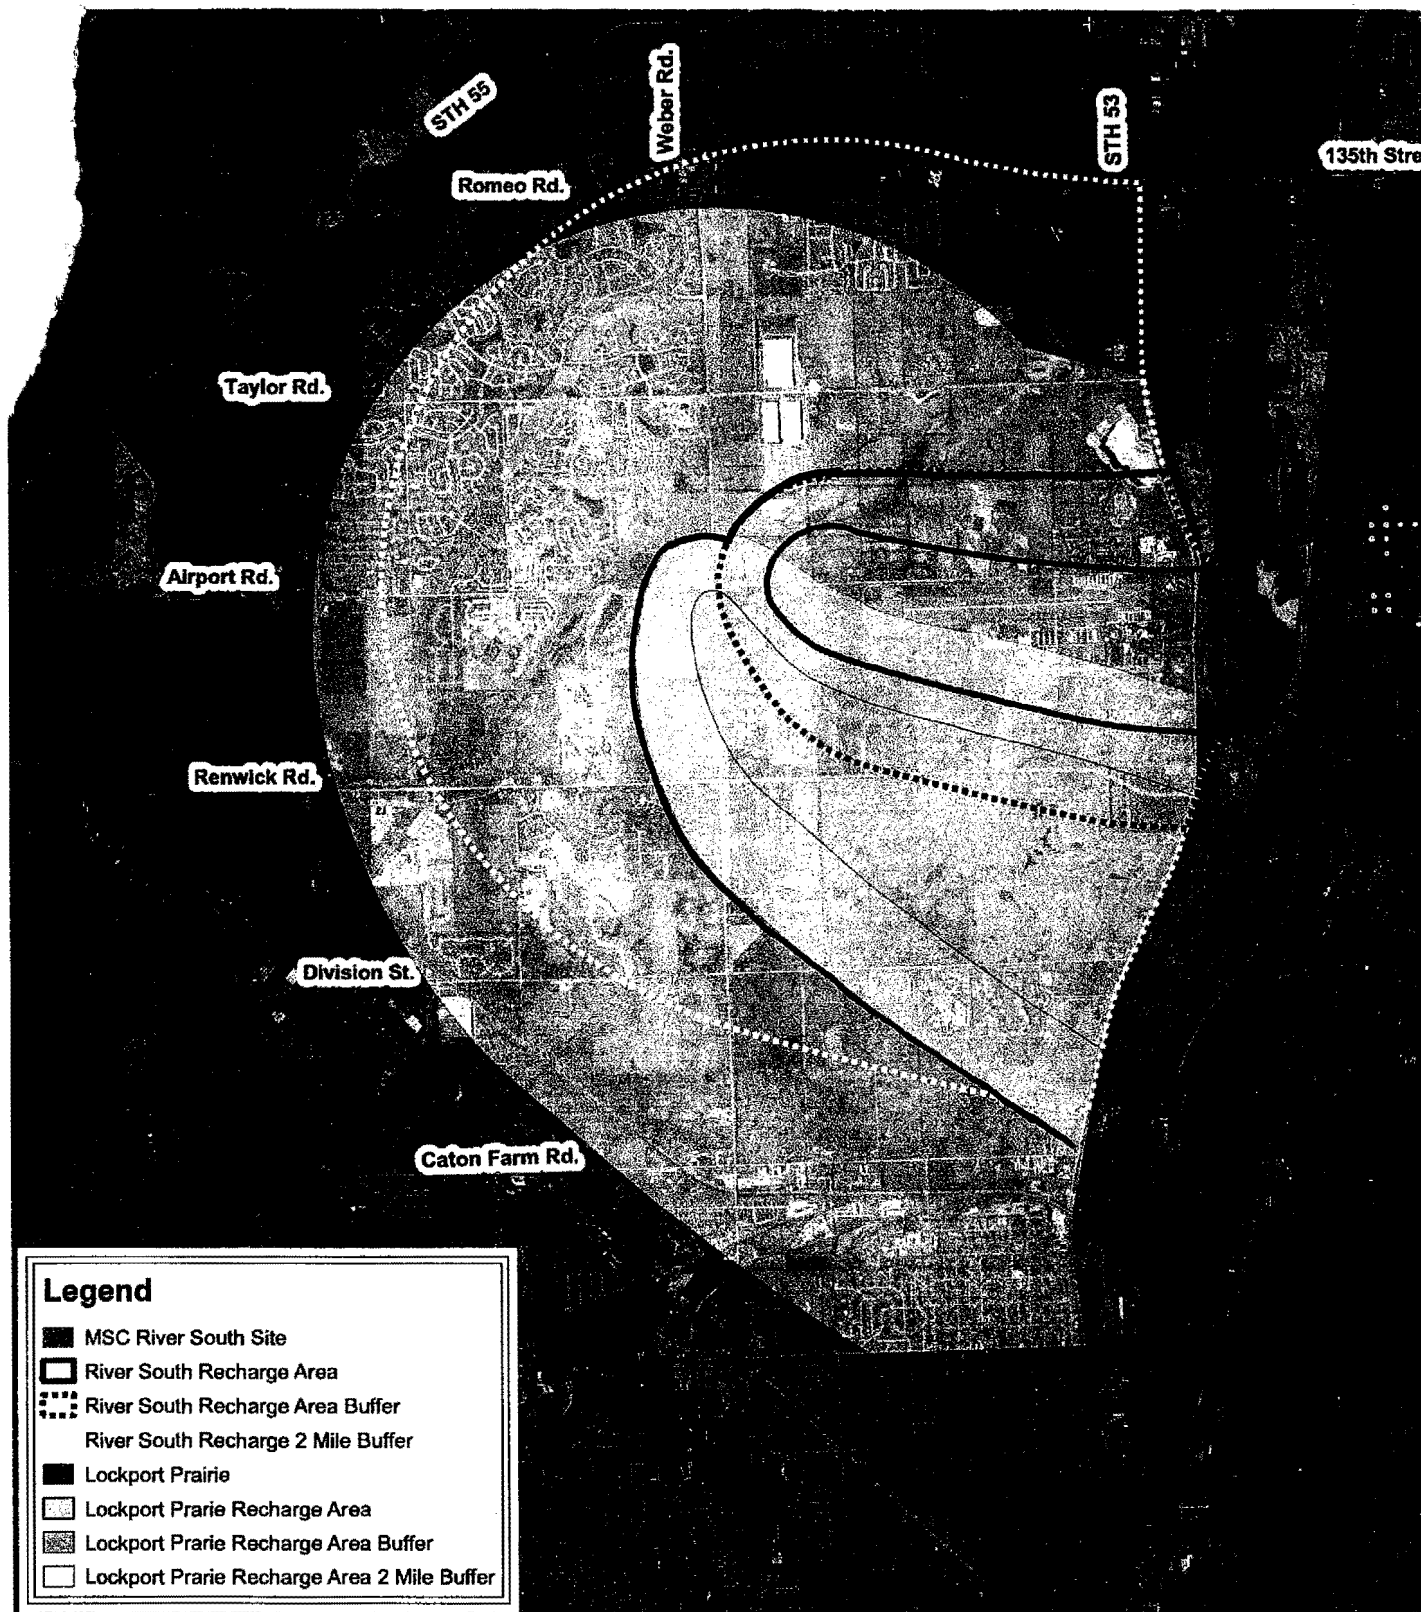 STH 55
Weber Rd.
STH 53
135th Stre
Romeo Rd.
Taylor Rd.
Airport Rd.
Renwick Rd.
Division St.
Caton Farm Rd.
Legend
MSC River South Site
River South Recharge Area
River South Recharge Area Buffer
River South Recharge 2 Mile Buffer
Lockport Prairie
Lockport Prarie Recharge Area
Lockport Prarie Recharge Area Buffer
Lockport Prarie Recharge Area 2 Mile Buffer